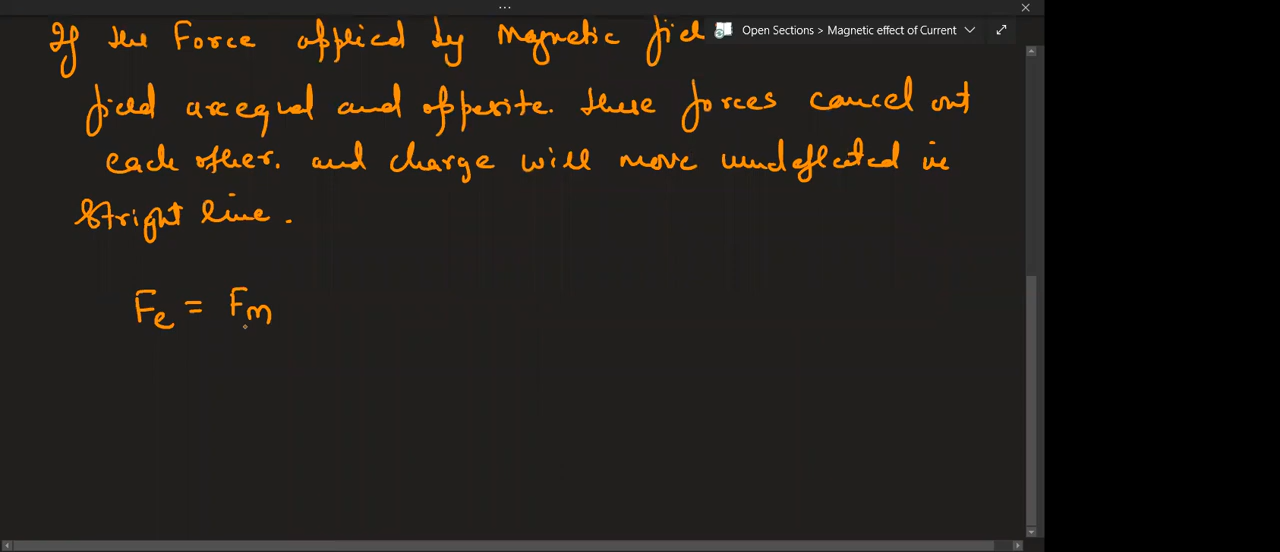 If the Force applied by Magnetic fiel
Open Sections > Magnetic effect of Current
field are equal and opposite. these forces cancel out
each other. and charge will move undeflected in
Stright line.
Fe = Fm